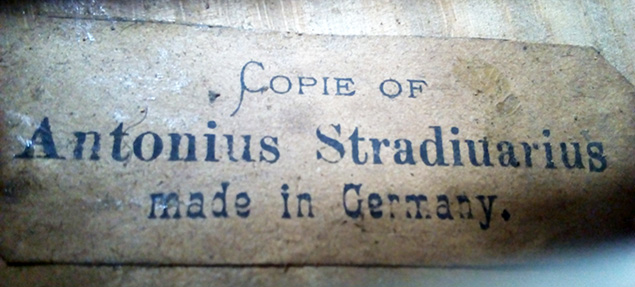 COPIE OF
Antonius Stradiuarius
made in Germany.